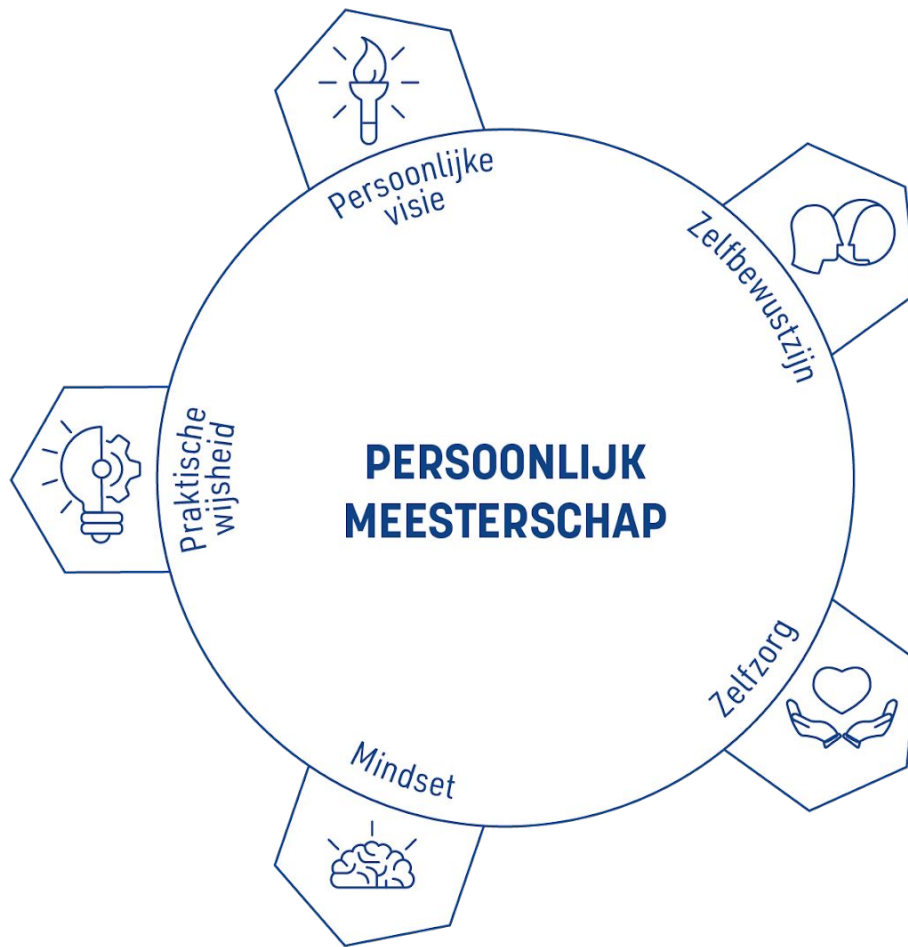 Persoonlijke
visie
Zelfbewustzijn
Praktische
wijsheid
PERSOONLIJK
MEESTERSCHAP
Zelfzorg
Mindset